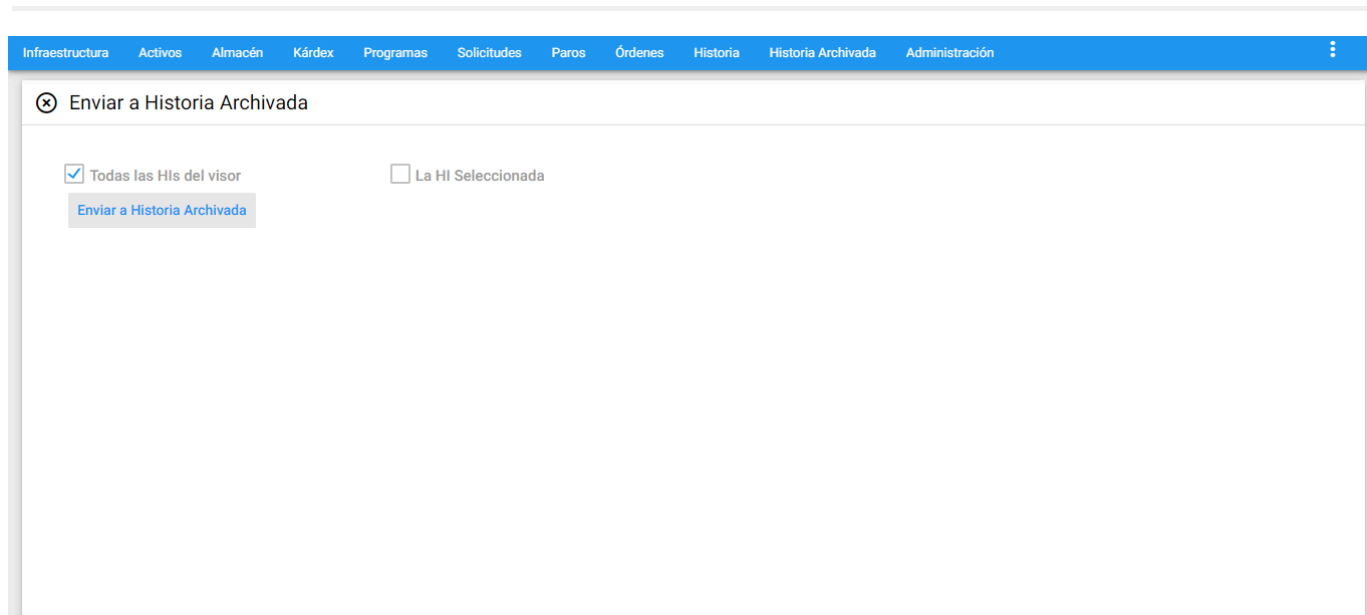 Infraestructura Activos Almacén Kárdex Programas Solicitudes Paros Órdenes Historia Historia Archivada Administración
Enviar a Historia Archivada
Todas las HIs del visor La HI Seleccionada
Enviar a Historia Archivada